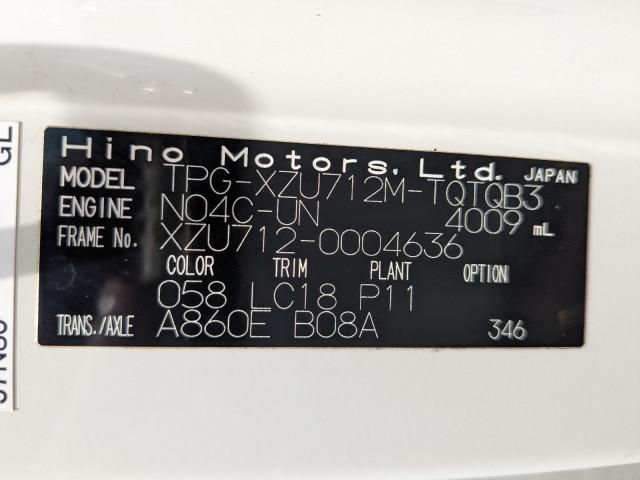 Hino Motors, Ltd. JAPAN
MODEL TPG-XZU712M-TQTQB3
ENGINE N04C-UN 4009 mL
FRAME No. XZU712-0004636
COLOR TRIM PLANT OPTION
058 LC18 P11
TRANS./AXLE A860E B08A 346
GL